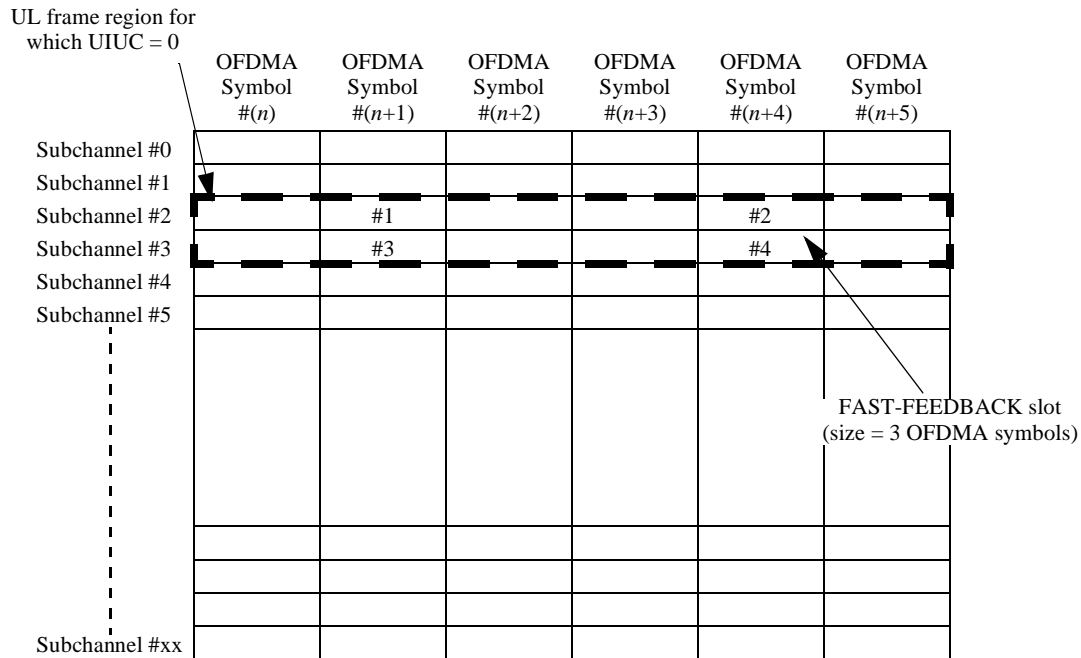 UL frame region for
which UIUC = 0
OFDMA
Symbol
#(n)
OFDMA
Symbol
#(n+1)
OFDMA
Symbol
#(n+2)
OFDMA
Symbol
#(n+3)
OFDMA
Symbol
#(n+4)
OFDMA
Symbol
#(n+5)
Subchannel #0
Subchannel #1
Subchannel #2
#1
#2
Subchannel #3
#3
#4
Subchannel #4
Subchannel #5
FAST-FEEDBACK slot
(size = 3 OFDMA symbols)
Subchannel #xx